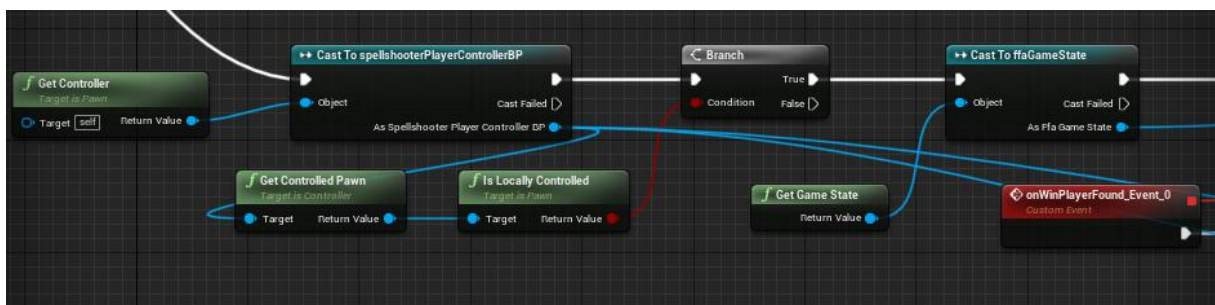 Get Controller
Target is Pawn
Target self Return Value
Cast To spellshooterPlayerControllerBP
Object
Cast Failed
As Spellshooter Player Controller BP
Branch
True
Condition False
Cast To ffaGameState
Object Cast Failed
As Ffa Game State
Get Controlled Pawn
Target is Controller
Target Return Value
Is Locally Controlled
Target is Pawn
Target Return Value
Get Game State
Return Value
onWinPlayerFound_Event_0
Custom Event